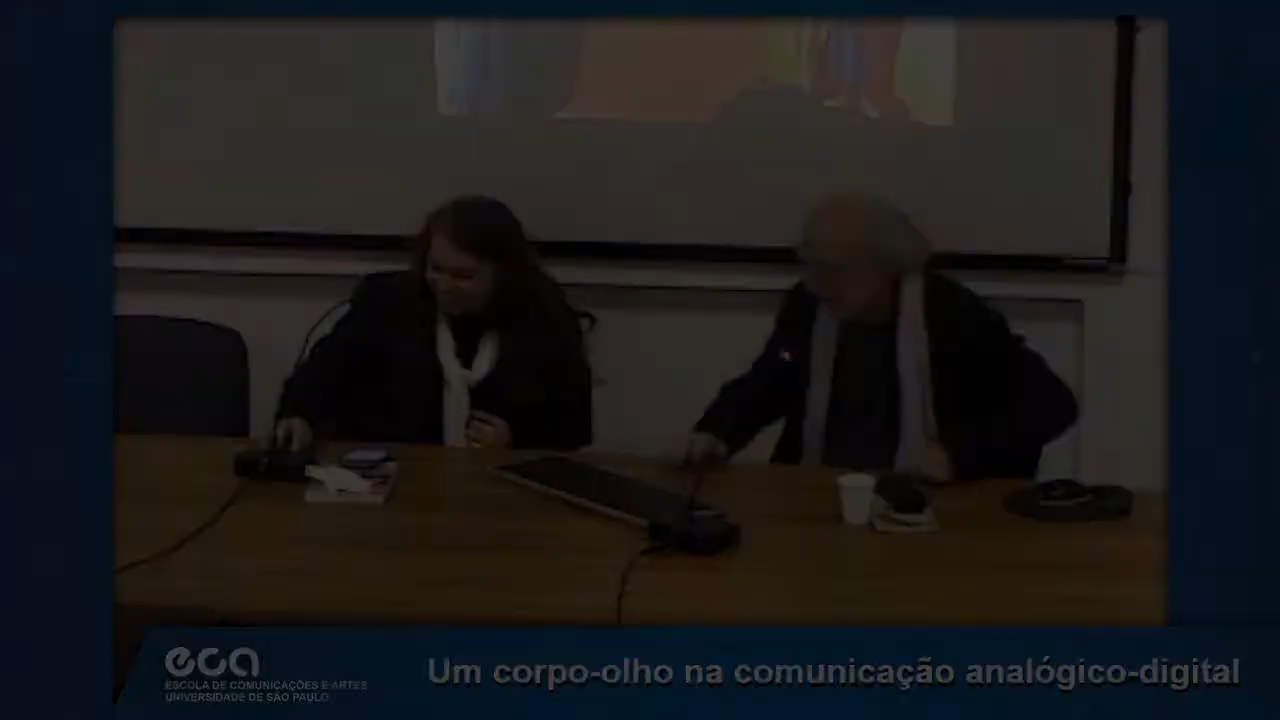 eca
ESCOLA DE COMUNICAÇÕES E ARTES
UNIVERSIDADE DE SÃO PAULO
Um corpo-olho na comunicação analógico-digital